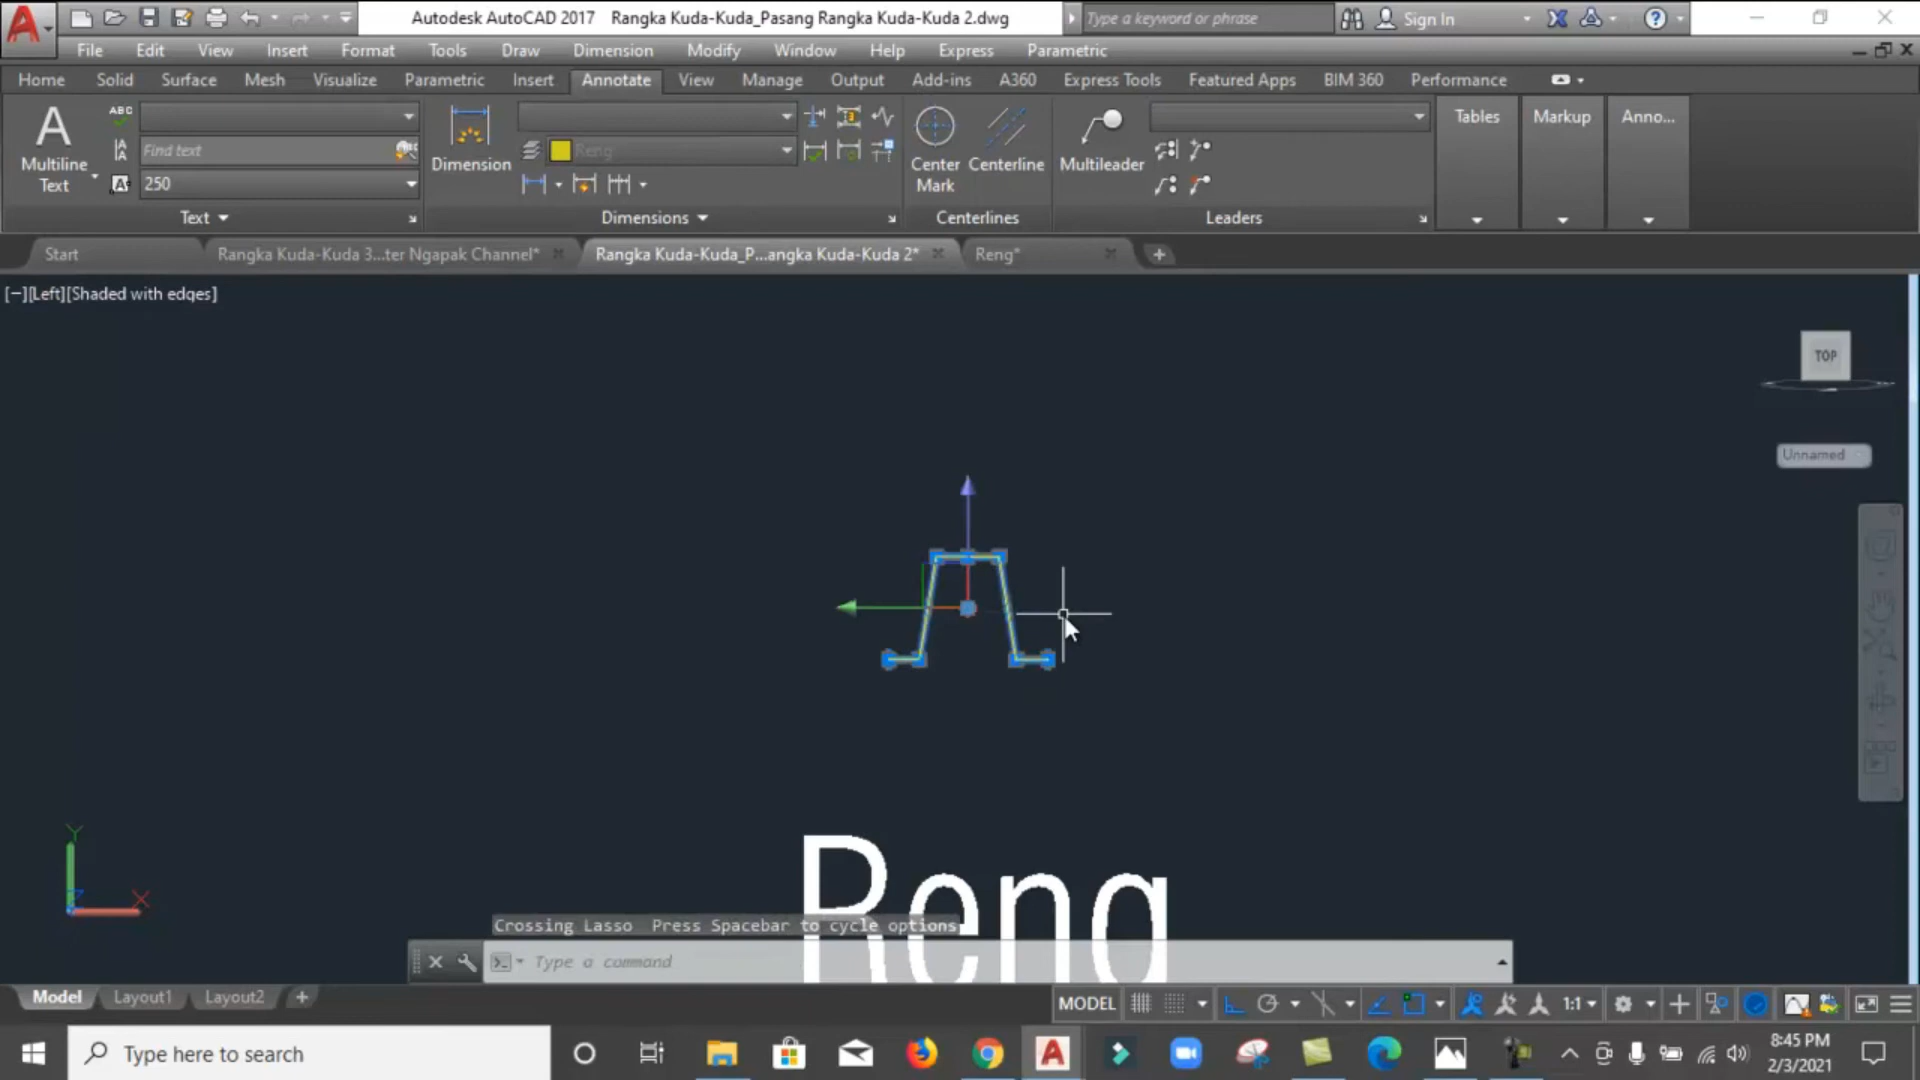 Autodesk AutoCAD 2017 Rangka Kuda-Kuda_Pasang Rangka Kuda-Kuda 2.dwg
Type a keyword or phrase
Sign In
File Edit View Insert Format Tools Draw Dimension Modify Window Help Express Parametric
Home Solid Surface Mesh Visualize Parametric Insert Annotate View Manage Output Add-ins A360 Express Tools Featured Apps BIM 360 Performance
ABC
Find text
Reng
250
Multiline
Text
Dimension
Center
Mark
Centerline
Multileader
Tables
Markup
Anno...
Text
Dimensions
Centerlines
Leaders
Start
Rangka Kuda-Kuda 3...ter Ngapak Channel*
Rangka Kuda-Kuda_P...angka Kuda-Kuda 2*
Reng*
[−][Left][Shaded with edges]
TOP
Unnamed
Y
X
Reng
Crossing Lasso Press Spacebar to cycle options
Type a command
Model Layout1 Layout2
MODEL
1:1
Type here to search
8:45 PM
2/3/2021